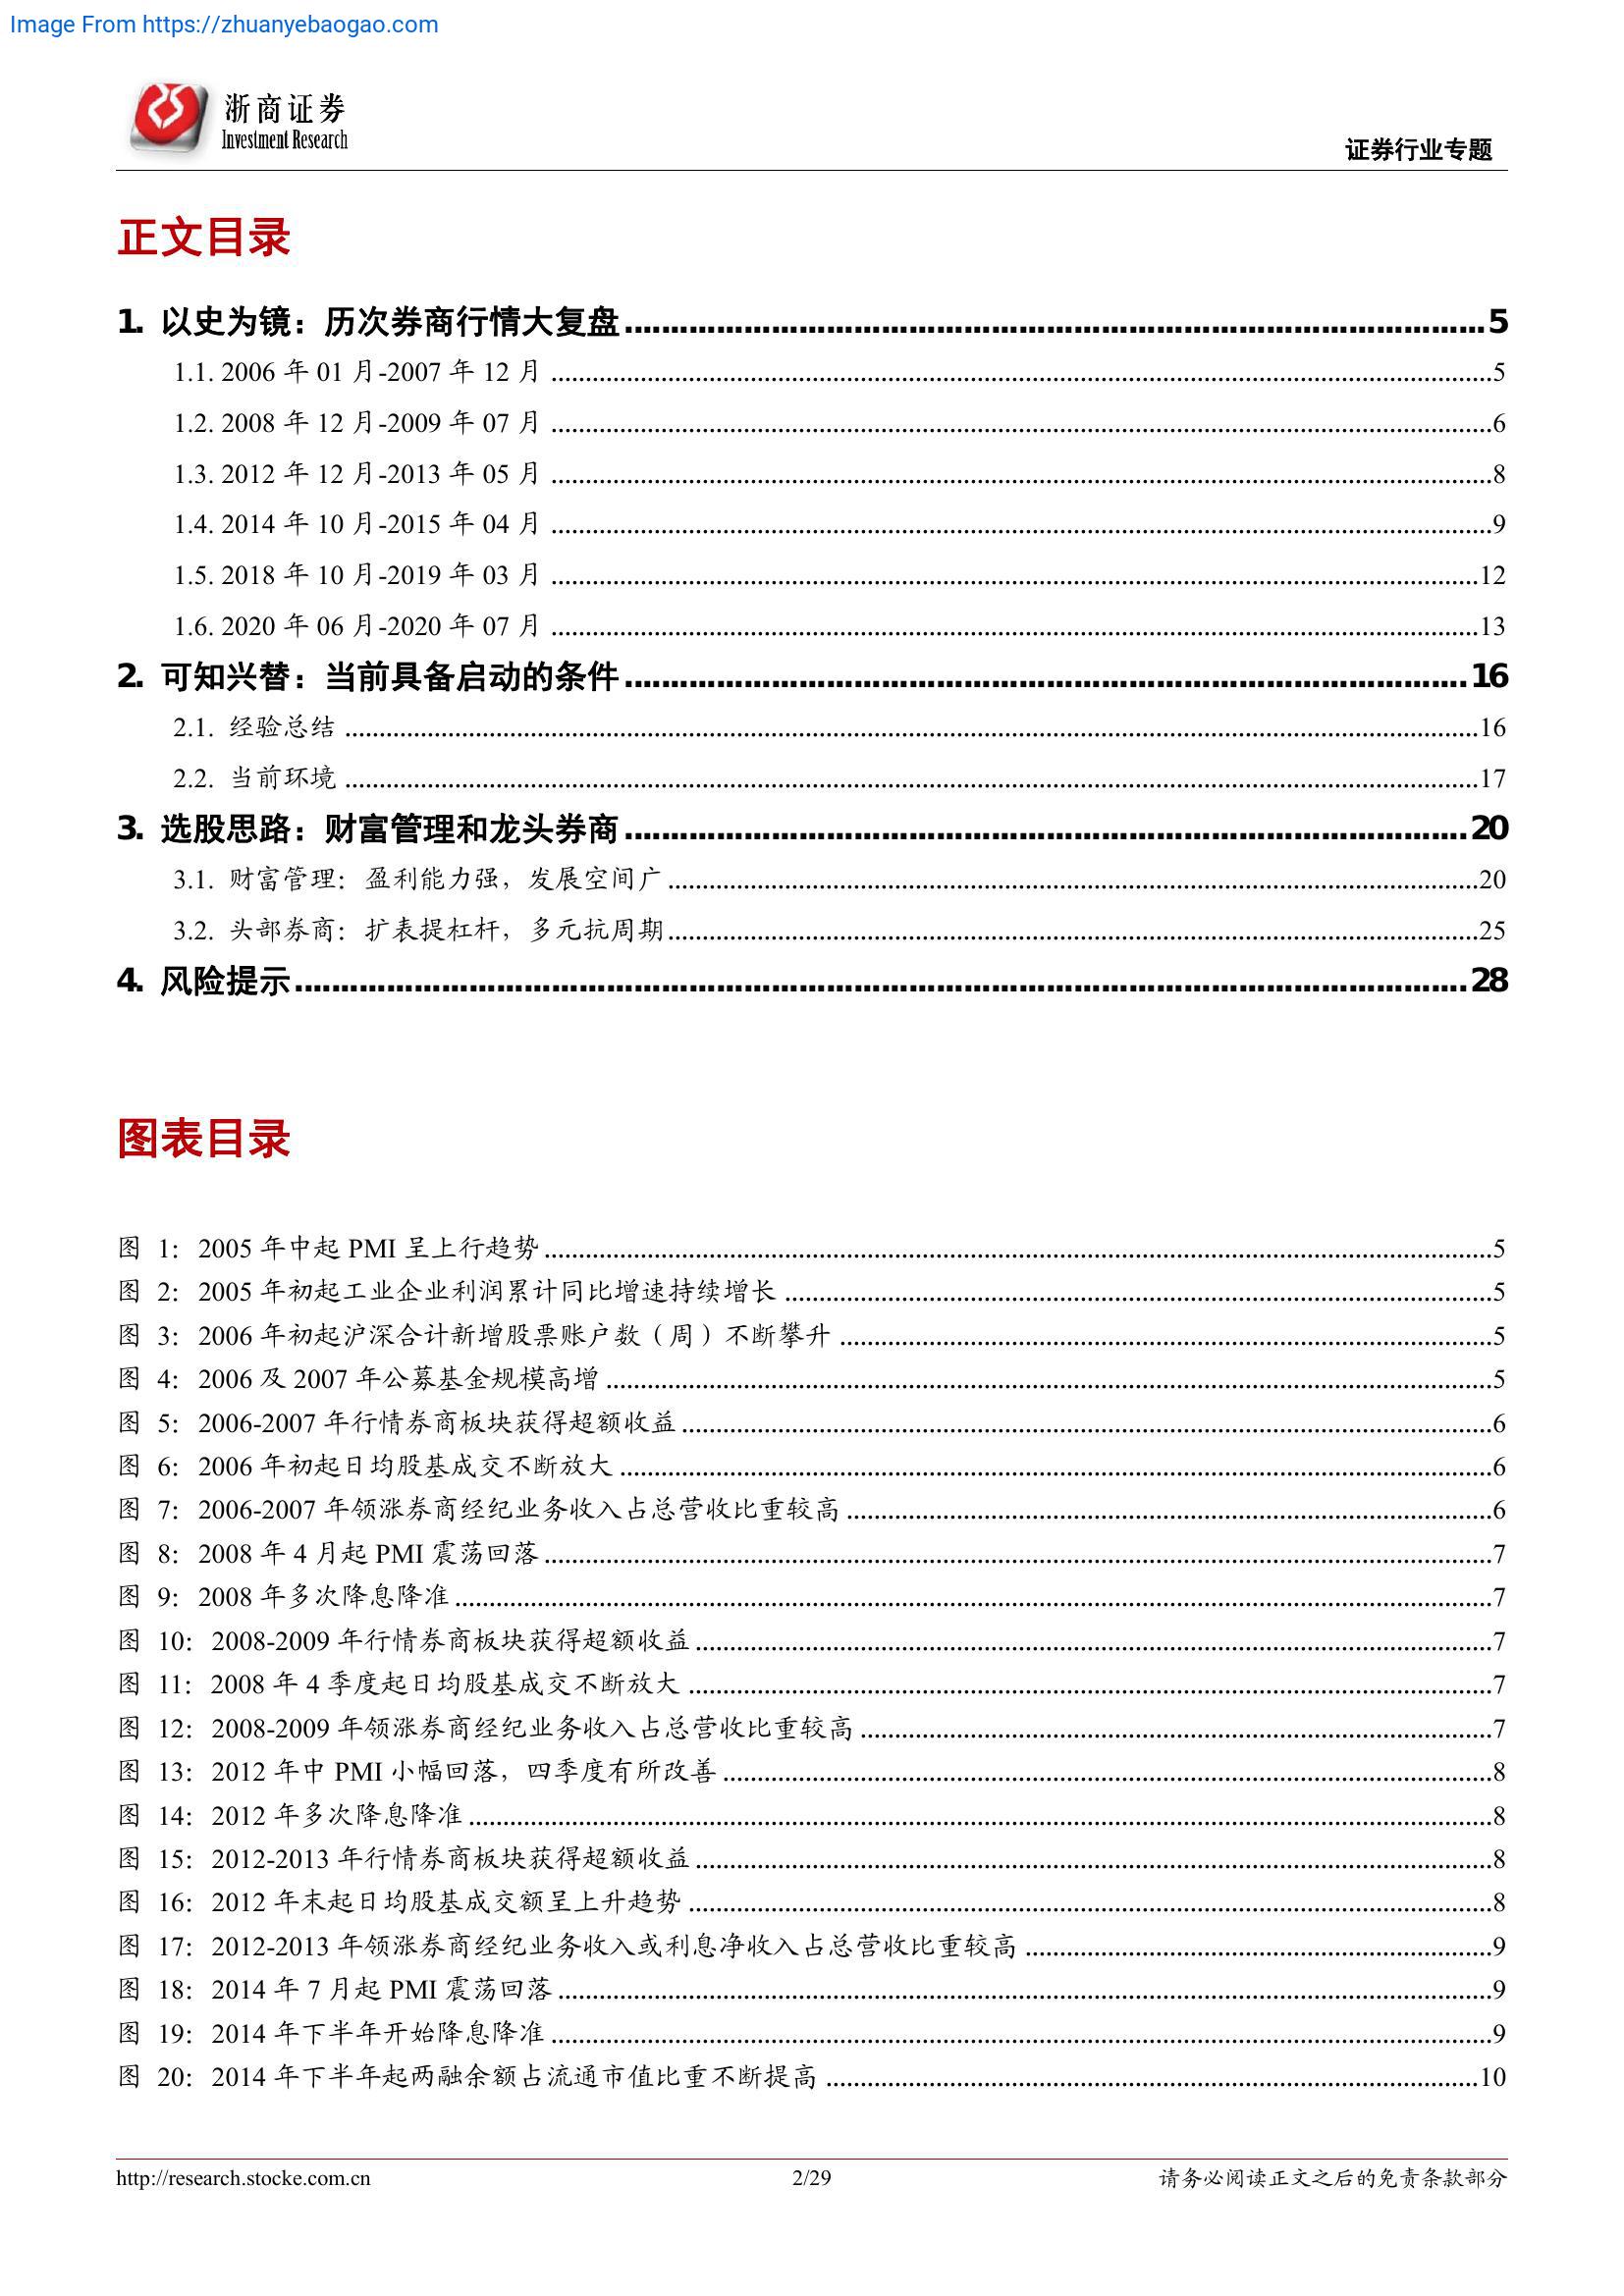 Image From https://zhuanyebaogao.com
浙商证券
Investment Research
证券行业专题
正文目录
1. 以史为镜：历次券商行情大复盘 5
1.1. 2006 年 01 月-2007 年 12 月 5
1.2. 2008 年 12 月-2009 年 07 月 6
1.3. 2012 年 12 月-2013 年 05 月 8
1.4. 2014 年 10 月-2015 年 04 月 9
1.5. 2018 年 10 月-2019 年 03 月 12
1.6. 2020 年 06 月-2020 年 07 月 13
2. 可知兴替：当前具备启动的条件 16
2.1. 经验总结 16
2.2. 当前环境 17
3. 选股思路：财富管理和龙头券商 20
3.1. 财富管理：盈利能力强，发展空间广 20
3.2. 头部券商：扩表提杠杆，多元抗周期 25
4. 风险提示 28
图表目录
图 1：2005 年中起 PMI 呈上行趋势 5
图 2：2005 年初起工业企业利润累计同比增速持续增长 5
图 3：2006 年初起沪深合计新增股票账户数（周）不断攀升 5
图 4：2006 及 2007 年公募基金规模高增 5
图 5：2006-2007 年行情券商板块获得超额收益 6
图 6：2006 年初起日均股基成交不断放大 6
图 7：2006-2007 年领涨券商经纪业务收入占总营收比重较高 6
图 8：2008 年 4 月起 PMI 震荡回落 7
图 9：2008 年多次降息降准 7
图 10：2008-2009 年行情券商板块获得超额收益 7
图 11：2008 年 4 季度起日均股基成交不断放大 7
图 12：2008-2009 年领涨券商经纪业务收入占总营收比重较高 7
图 13：2012 年中 PMI 小幅回落，四季度有所改善 8
图 14：2012 年多次降息降准 8
图 15：2012-2013 年行情券商板块获得超额收益 8
图 16：2012 年末起日均股基成交额呈上升趋势 8
图 17：2012-2013 年领涨券商经纪业务收入或利息净收入占总营收比重较高 9
图 18：2014 年 7 月起 PMI 震荡回落 9
图 19：2014 年下半年开始降息降准 9
图 20：2014 年下半年起两融余额占流通市值比重不断提高 10
http://research.stocke.com.cn 2/29 请务必阅读正文之后的免责条款部分